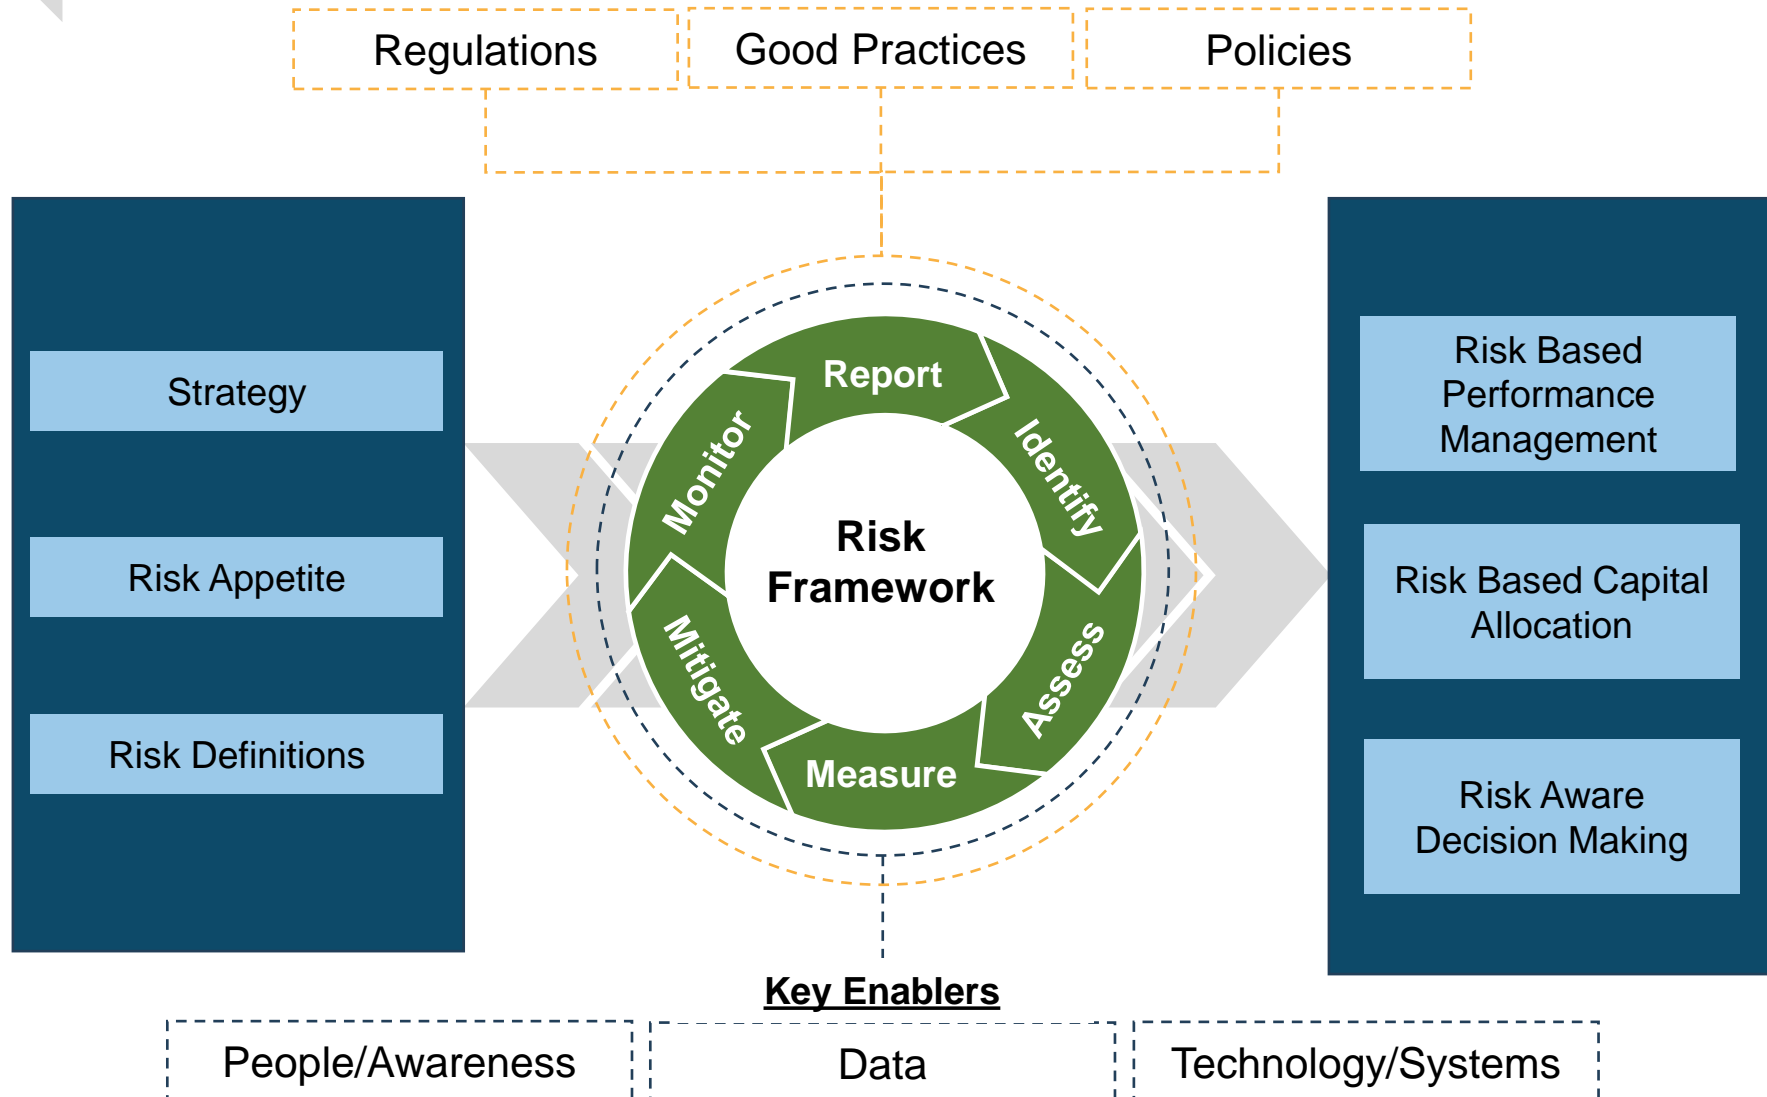 Regulations
Good Practices
Policies
Strategy
Risk Appetite
Risk Definitions
Report
Identify
Assess
Measure
Mitigate
Monitor
Risk
Framework
Risk Based
Performance
Management
Risk Based Capital
Allocation
Risk Aware
Decision Making
Key Enablers
People/Awareness
Data
Technology/Systems